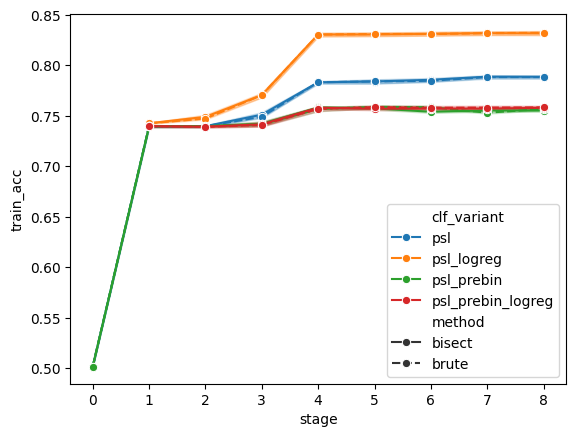 0.85
0.80
0.75
0.70
0.65
0.60
0.55
0.50
train_acc
clf_variant
psl
psl_logreg
psl_prebin
psl_prebin_logreg
method
bisect
brute
0 1 2 3 4 5 6 7 8
stage